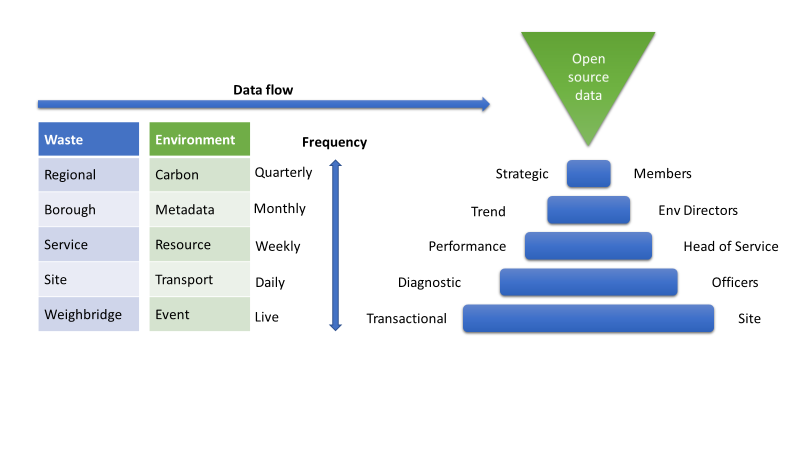 Open
source
data
Data flow
Waste Environment Frequency
Regional Carbon Quarterly Strategic Members
Borough Metadata Monthly Trend Env Directors
Service Resource Weekly Performance Head of Service
Site Transport Daily Diagnostic Officers
Weighbridge Event Live Transactional Site